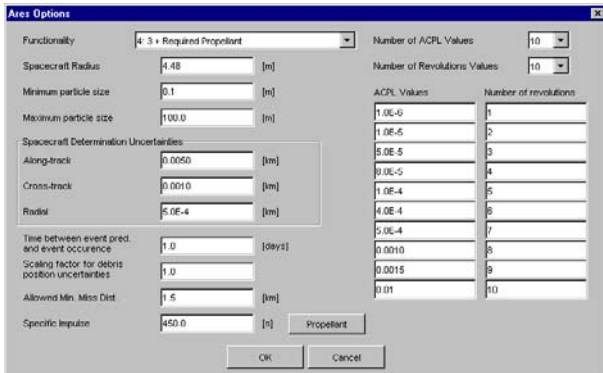 Ares Options
Functionality
4: 3 + Required Propellant
Spacecraft Radius
4.48
[m]
Minimum particle size
0.1
[m]
Maximum particle size
100.0
[m]
Spacecraft Determination Uncertainties
Along-track
0.0050
[km]
Cross-track
0.0010
[km]
Radial
5.0E-4
[km]
Time between event pred.
and event occurence
1.0
[days]
Scaling factor for debris
position uncertainties
1.0
Allowed Min. Miss Dist.
1.5
[km]
Specific Impulse
450.0
[s]
Propellant
Number of ACPL Values
10
Number of Revolutions Values
10
ACPL Values
Number of revolutions
1.0E-6
1
1.0E-5
2
5.0E-5
3
8.0E-5
4
1.0E-4
5
4.0E-4
6
5.0E-4
7
0.0010
8
0.0015
9
0.01
10
OK
Cancel